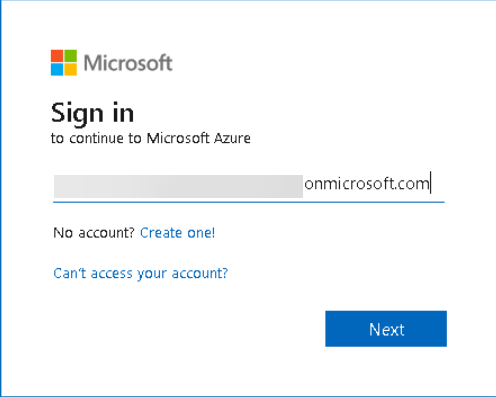 Microsoft
Sign in
to continue to Microsoft Azure
onmicrosoft.com
No account? Create one!
Can't access your account?
Next